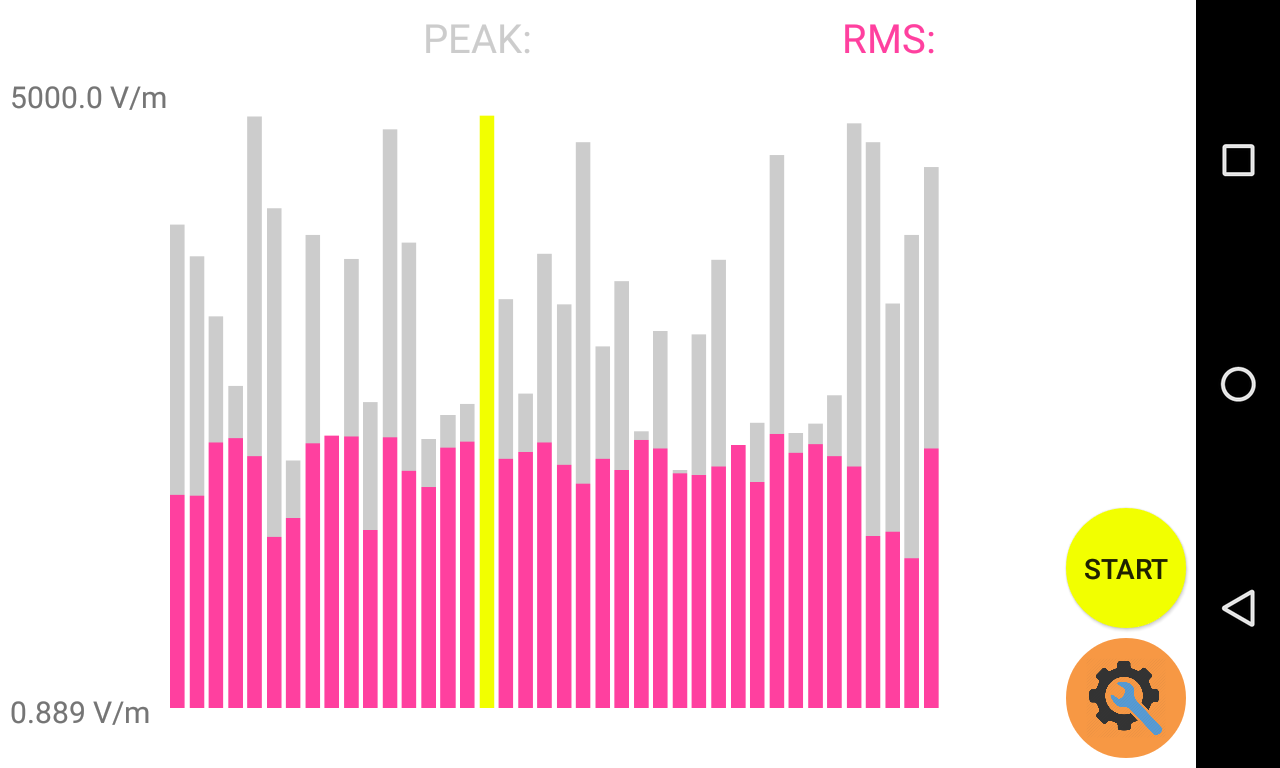 PEAK:
RMS:
5000.0 V/m
START
0.889 V/m